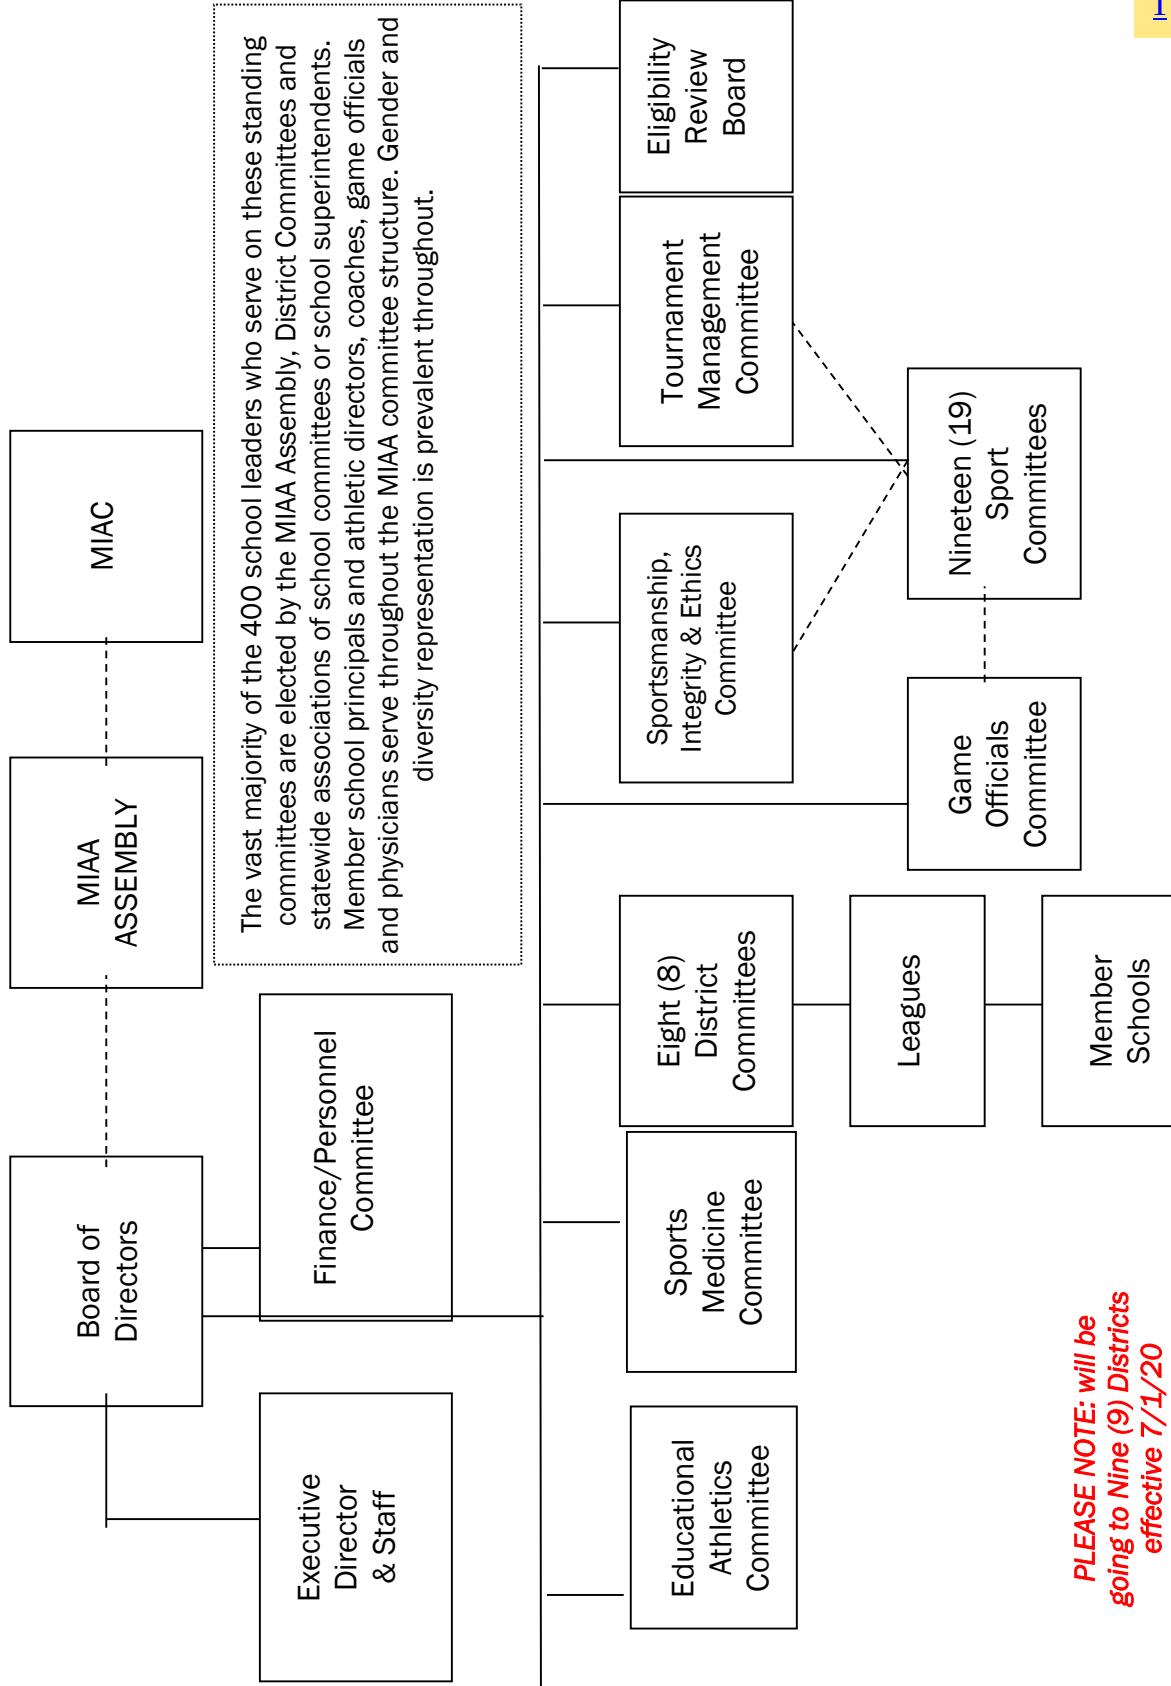 Board of
Directors
MIAA
ASSEMBLY
MIAC
Executive
Director
& Staff
Finance/Personnel
Committee
The vast majority of the 400 school leaders who serve on these standing
committees are elected by the MIAA Assembly, District Committees and
statewide associations of school committees or school superintendents.
Member school principals and athletic directors, coaches, game officials
and physicians serve throughout the MIAA committee structure. Gender and
diversity representation is prevalent throughout.
Educational
Athletics
Committee
Sports
Medicine
Committee
Eight (8)
District
Committees
Sportsmanship,
Integrity & Ethics
Committee
Tournament
Management
Committee
Eligibility
Review
Board
Leagues
Game
Officials
Committee
Nineteen (19)
Sport
Committees
Member
Schools
PLEASE NOTE: will be
going to Nine (9) Districts
effective 7/1/20